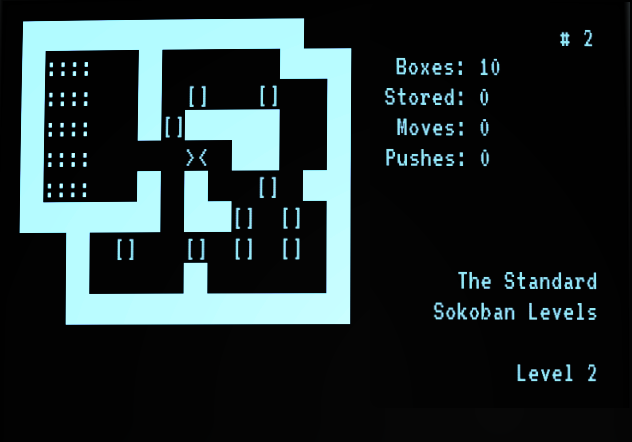 # 2
Boxes: 10
Stored: 0
Moves: 0
Pushes: 0
The Standard
Sokoban Levels
Level 2
::::
[] []
::::
[]
::::
><
::::
[]
::::
[] []
[] [] [] []